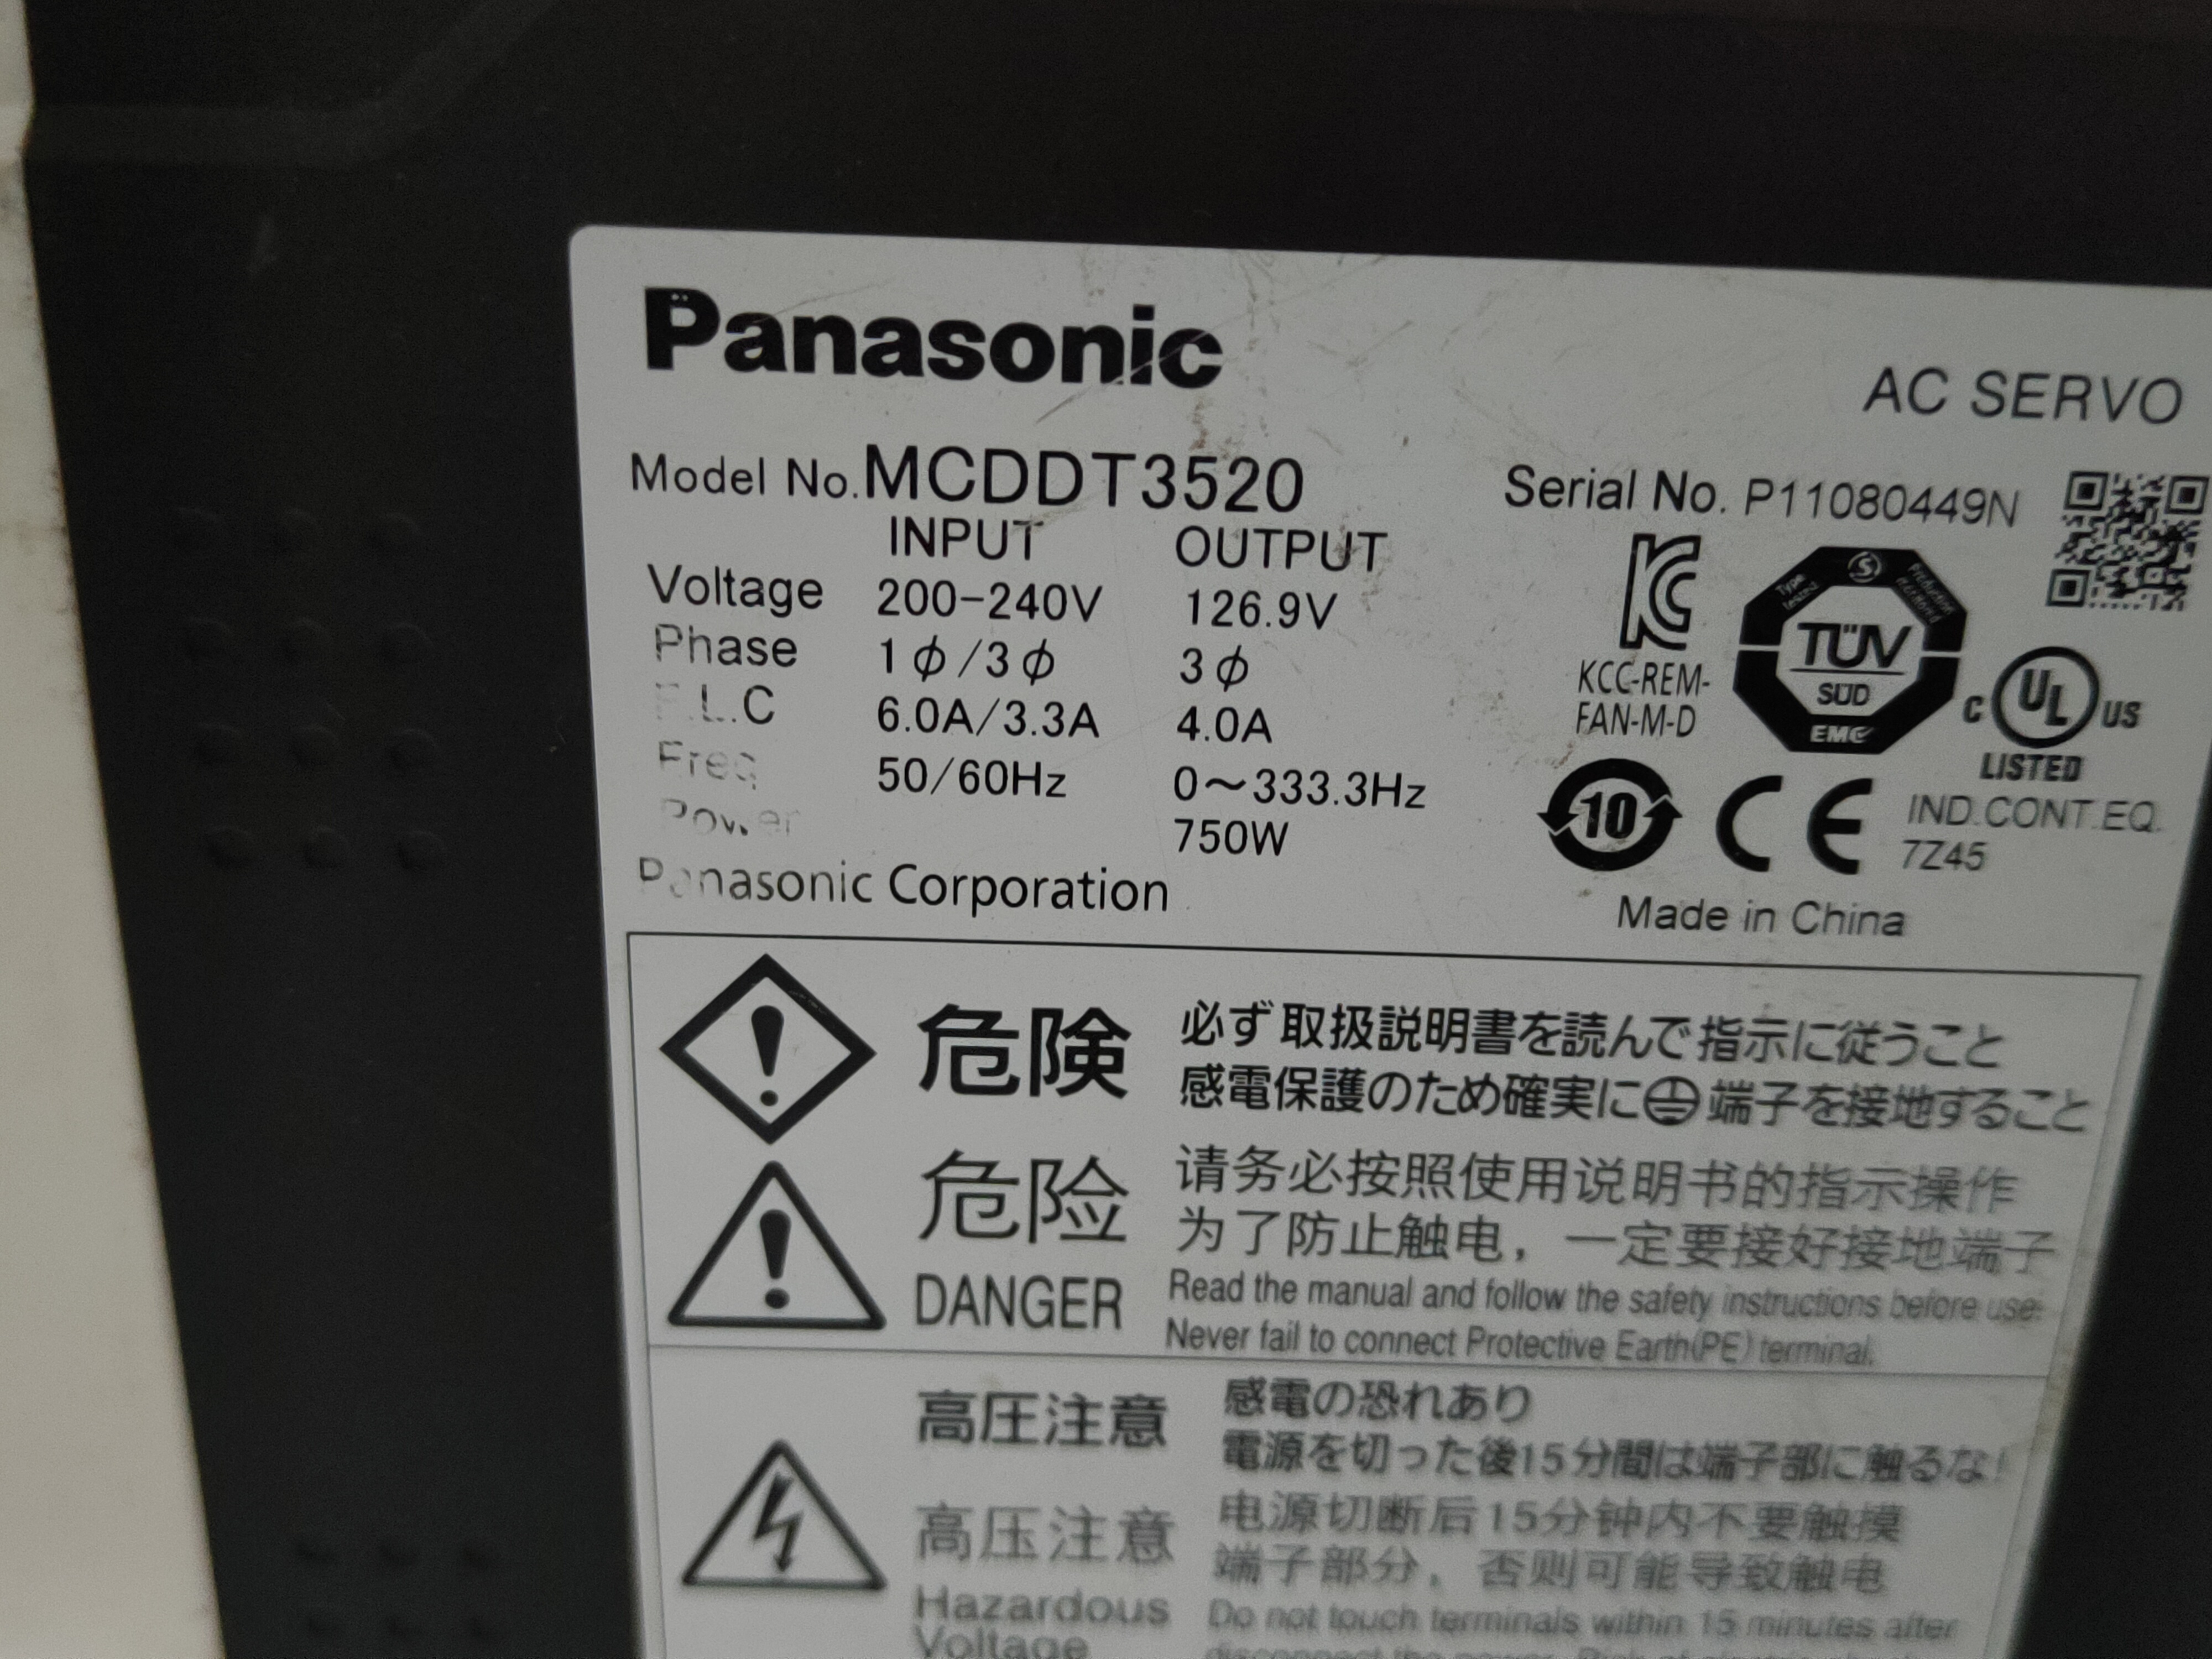 Panasonic
AC SERVO
Model No. MCDDT3520
Serial No. P11080449N
INPUT OUTPUT
Voltage 200-240V 126.9V
Phase 1ϕ/3ϕ 3ϕ
F.L.C 6.0A/3.3A 4.0A
Freq 50/60Hz 0～333.3Hz
Power 750W
Panasonic Corporation
KCC-REM-
FAN-M-D
Type tested
Production
TÜV
SÜD
EMC
C UL US
LISTED
IND.CONT.EQ.
7Z45
10
CE
Made in China
危険
必ず取扱説明書を読んで指示に従うこと
感電保護のため確実に⏚端子を接地すること
危险
请务必按照使用说明书的指示操作
为了防止触电，一定要接好接地端子
DANGER
Read the manual and follow the safety instructions before use.
Never fail to connect Protective Earth(PE) terminal.
高圧注意
感電の恐れあり
電源を切った後15分間は端子部に触るな!
高压注意
电源切断后15分钟内不要触摸
端子部分，否则可能导致触电
Hazardous
Voltage
Do not touch terminals within 15 minutes after
disconnect the power.